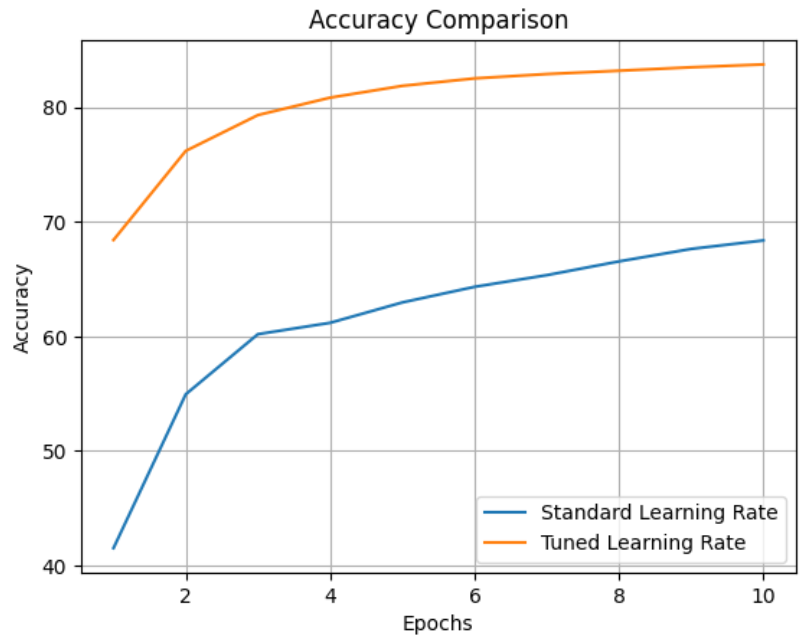 Accuracy Comparison
Accuracy
80
70
60
50
40
2 4 6 8 10
Epochs
Standard Learning Rate
Tuned Learning Rate